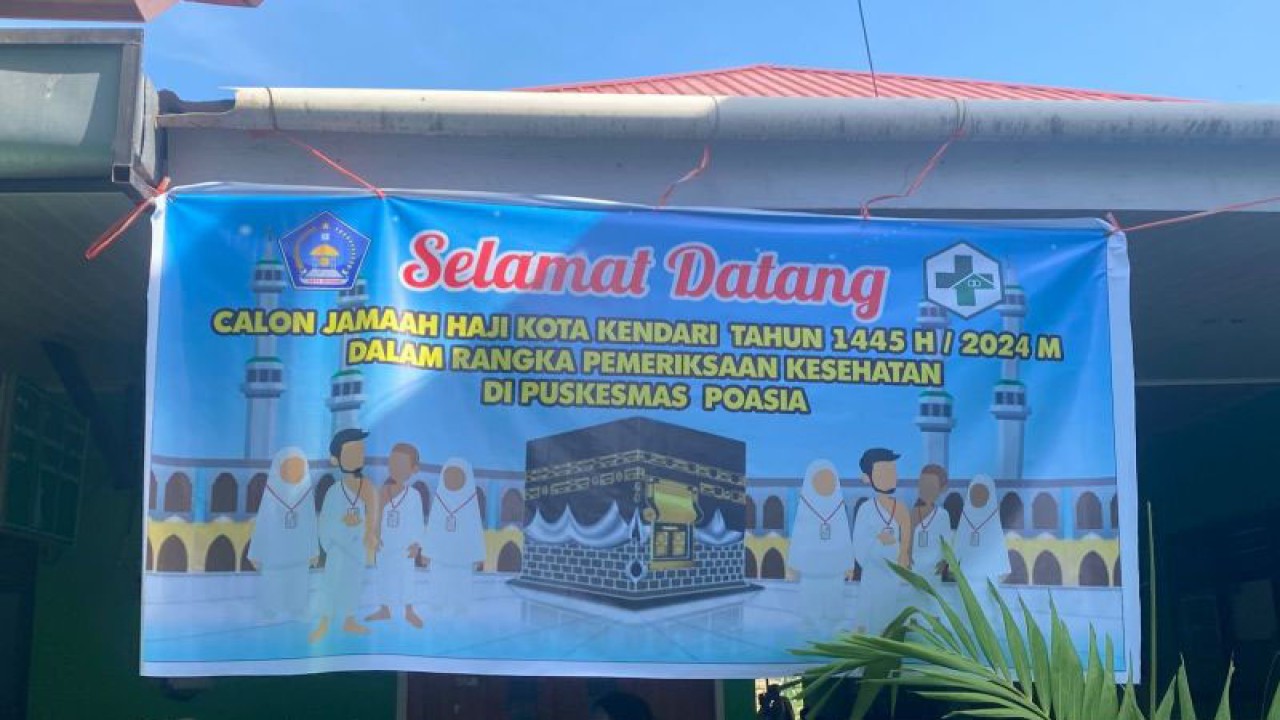 Selamat Datang
CALON JAMAAH HAJI KOTA KENDARI TAHUN 1445 H / 2024 M
DALAM RANGKA PEMERIKSAAN KESEHATAN
DI PUSKESMAS POASIA